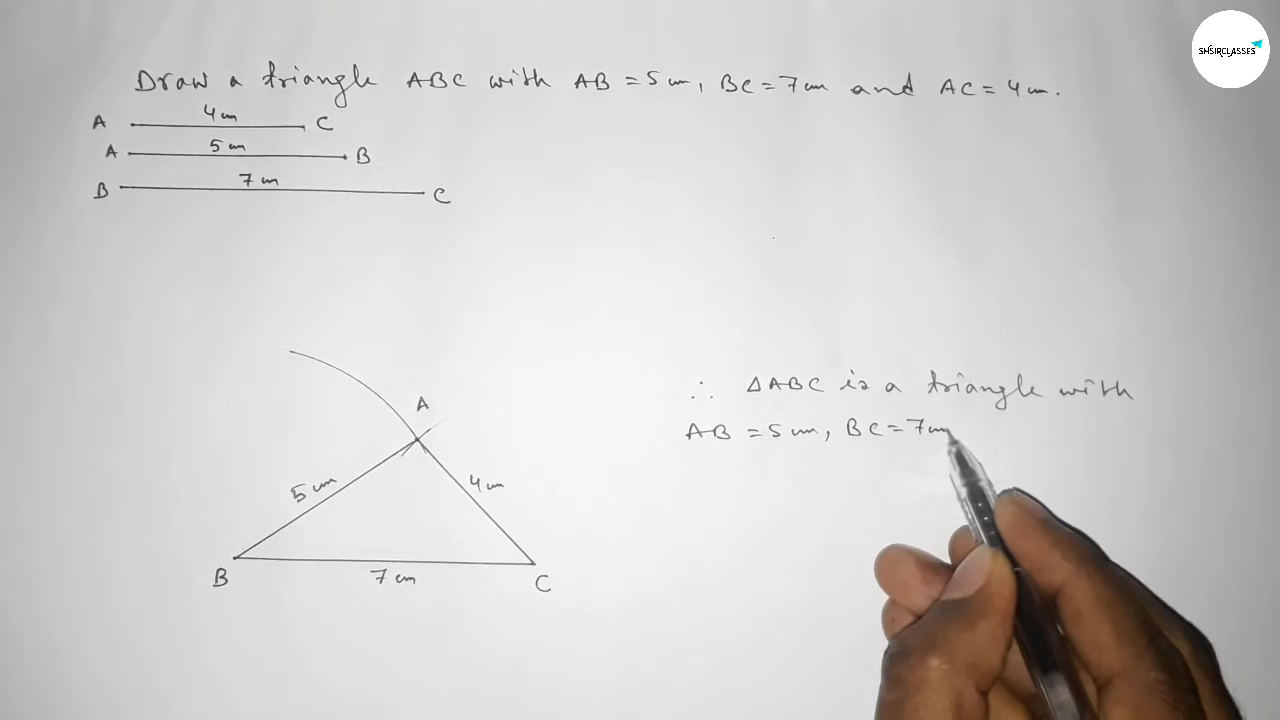 SHSIRCLASSES
Draw a triangle ABC with AB = 5 cm, BC = 7 cm and AC = 4 cm.
A 4 cm C
A 5 cm B
B 7 cm C
A
5 cm 4 cm
B 7 cm C
∴ ΔABC is a triangle with
AB = 5 cm, BC = 7 cm